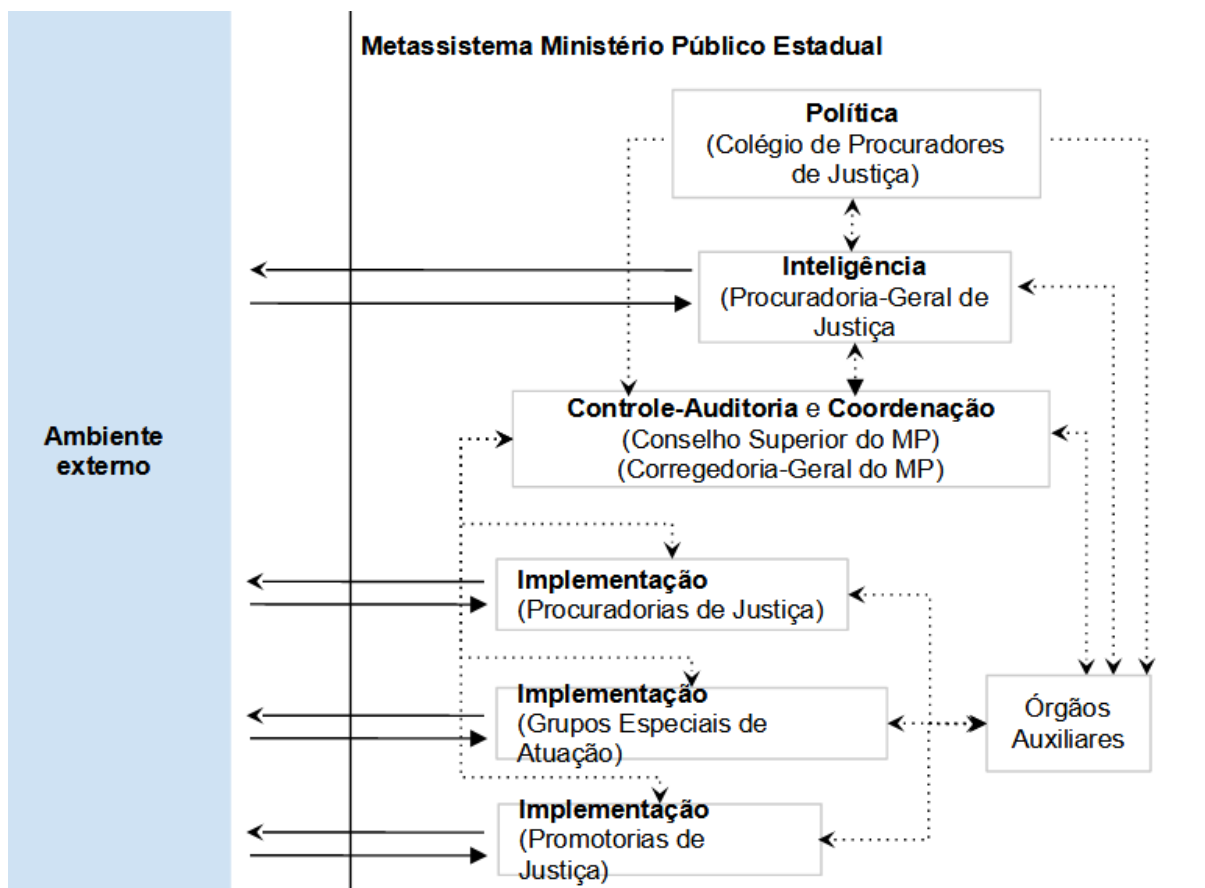 Metassistema Ministério Público Estadual
Política
(Colégio de Procuradores
de Justiça)
Inteligência
(Procuradoria-Geral de
Justiça
Controle-Auditoria e Coordenação
(Conselho Superior do MP)
(Corregedoria-Geral do MP)
Ambiente
externo
Implementação
(Procuradorias de Justiça)
Implementação
(Grupos Especiais de
Atuação)
Órgãos
Auxiliares
Implementação
(Promotorias de
Justiça)